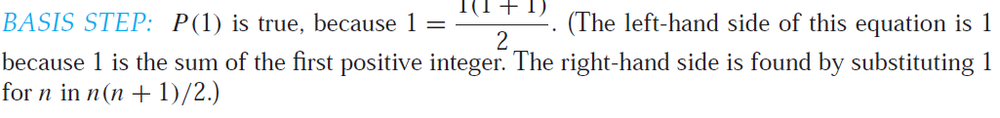 BASIS STEP: P(1) is true, because 1 = 1(1 + 1)/2. (The left-hand side of this equation is 1
because 1 is the sum of the first positive integer. The right-hand side is found by substituting 1
for n in n(n + 1)/2.)